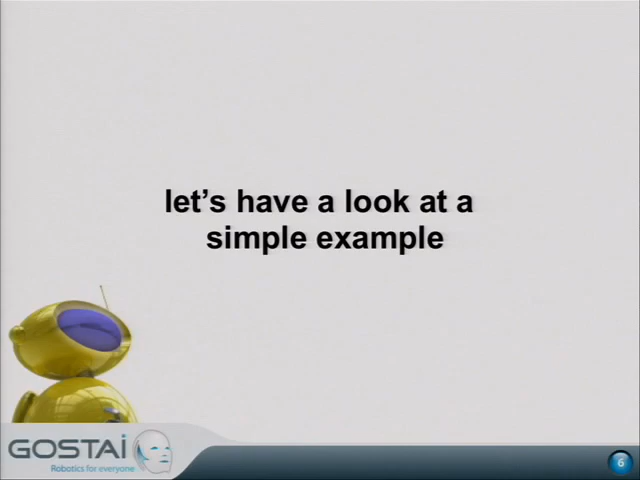 let's have a look at a
simple example
GOSTAI
Robotics for everyone
6